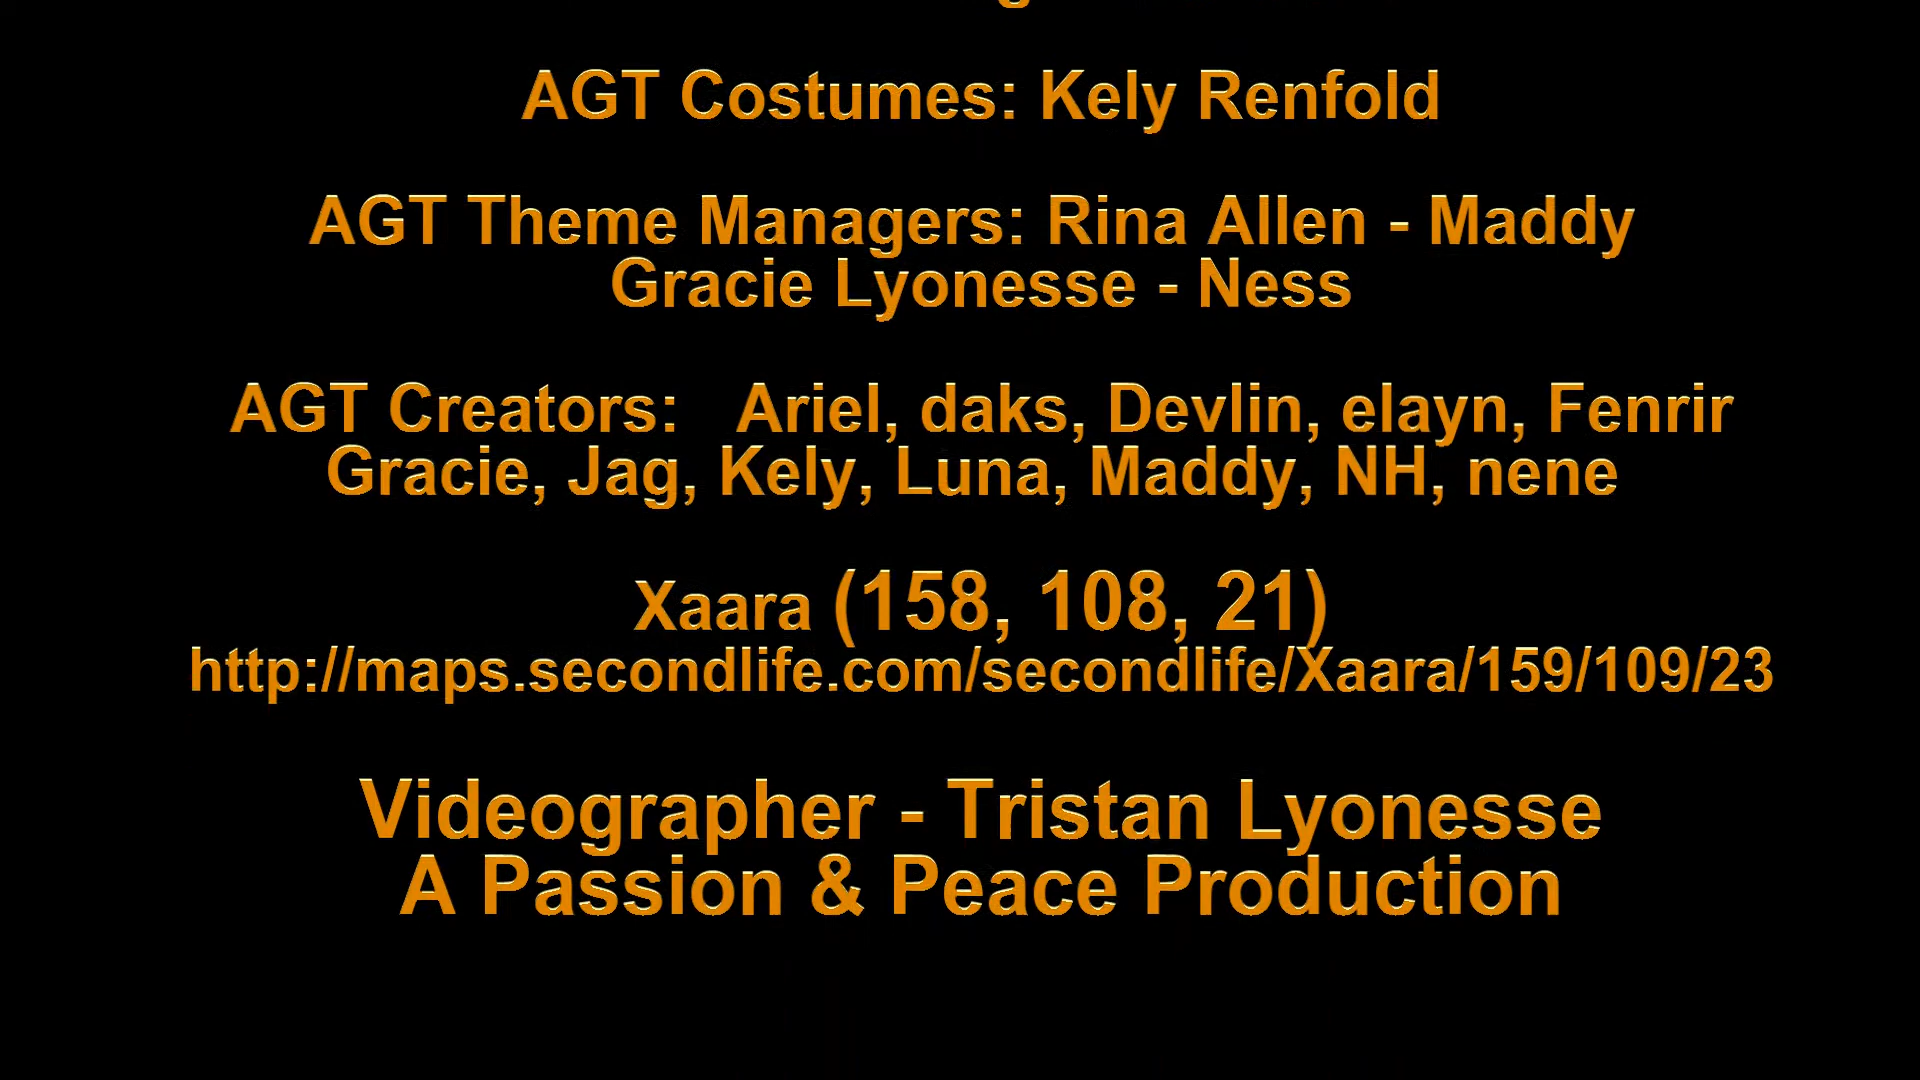 AGT Costumes: Kely Renfold
AGT Theme Managers: Rina Allen - Maddy
Gracie Lyonesse - Ness
AGT Creators: Ariel, daks, Devlin, elayn, Fenrir
Gracie, Jag, Kely, Luna, Maddy, NH, nene
Xaara (158, 108, 21)
http://maps.secondlife.com/secondlife/Xaara/159/109/23
Videographer - Tristan Lyonesse
A Passion & Peace Production